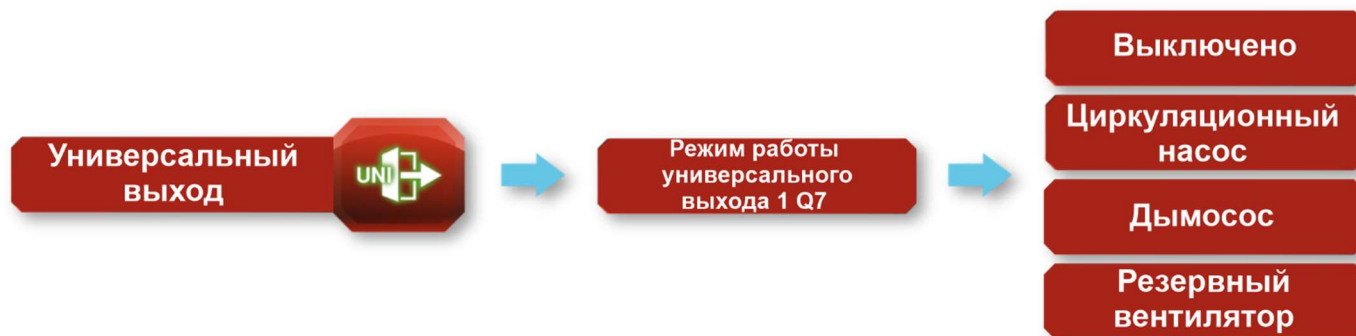 Универсальный
выход
UNI
Режим работы
универсального
выхода 1 Q7
Выключено
Циркуляционный
насос
Дымосос
Резервный
вентилятор